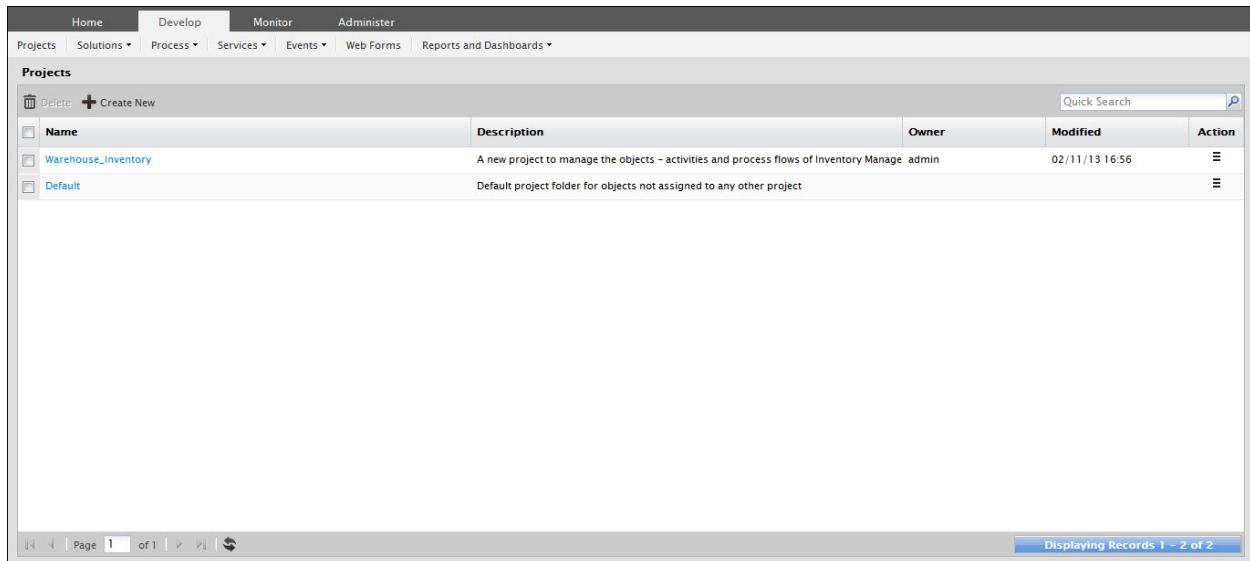 Home Develop Monitor Administer
Projects Solutions Process Services Events Web Forms Reports and Dashboards
Projects
Delete Create New Quick Search
Name Description Owner Modified Action
Warehouse_Inventory A new project to manage the objects - activities and process flows of Inventory Manage admin 02/11/13 16:56
Default Default project folder for objects not assigned to any other project
Page 1 of 1 Displaying Records 1 - 2 of 2